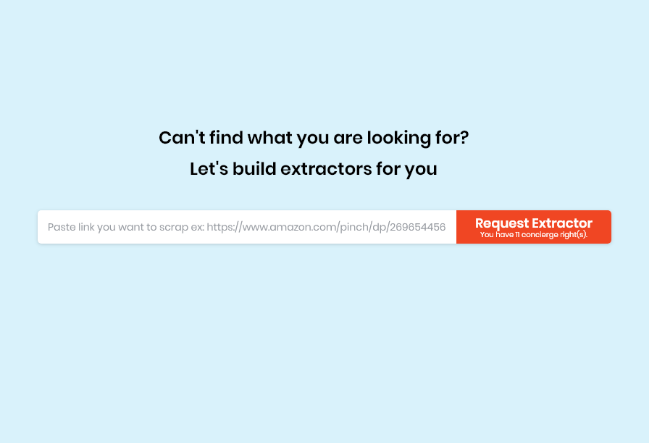 Can't find what you are looking for?
Let's build extractors for you
Paste link you want to scrap ex: https://www.amazon.com/pinch/dp/269654456
Request Extractor
You have 11 concierge right(s).